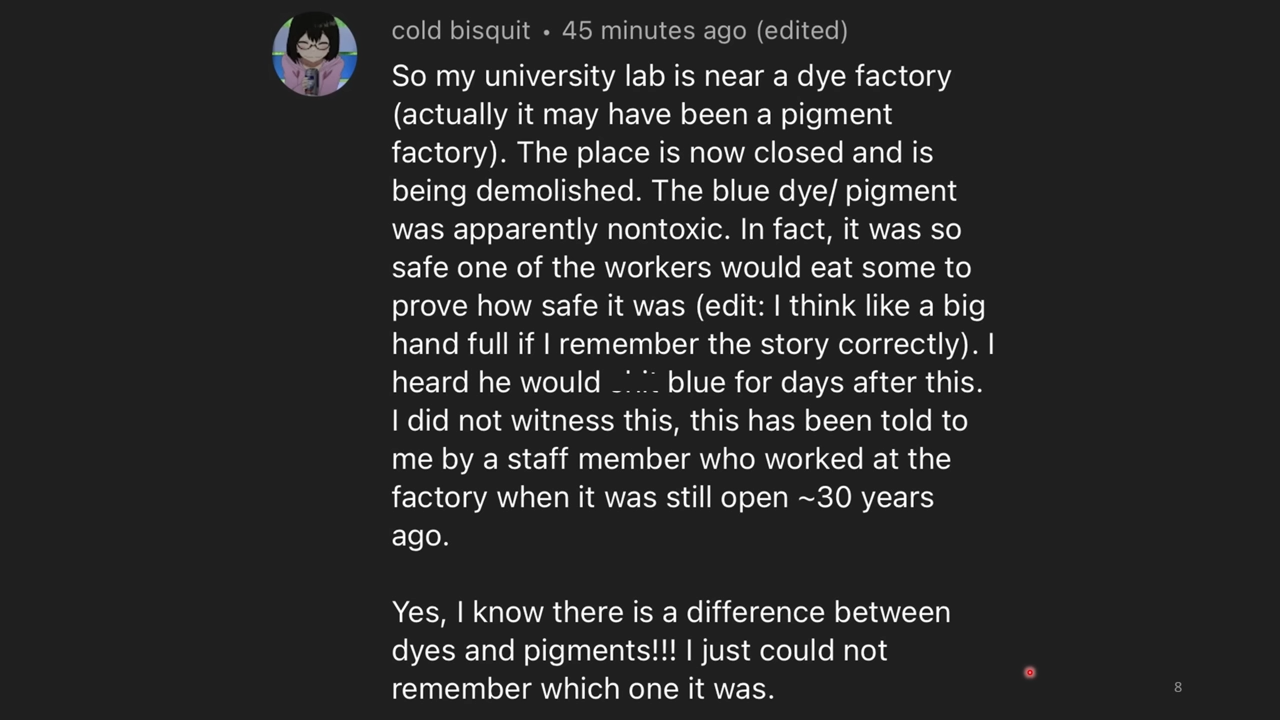 cold bisquit • 45 minutes ago (edited)
So my university lab is near a dye factory
(actually it may have been a pigment
factory). The place is now closed and is
being demolished. The blue dye/ pigment
was apparently nontoxic. In fact, it was so
safe one of the workers would eat some to
prove how safe it was (edit: I think like a big
hand full if I remember the story correctly). I
heard he would blue for days after this.
I did not witness this, this has been told to
me by a staff member who worked at the
factory when it was still open ~30 years
ago.
Yes, I know there is a difference between
dyes and pigments!!! I just could not
remember which one it was.
8